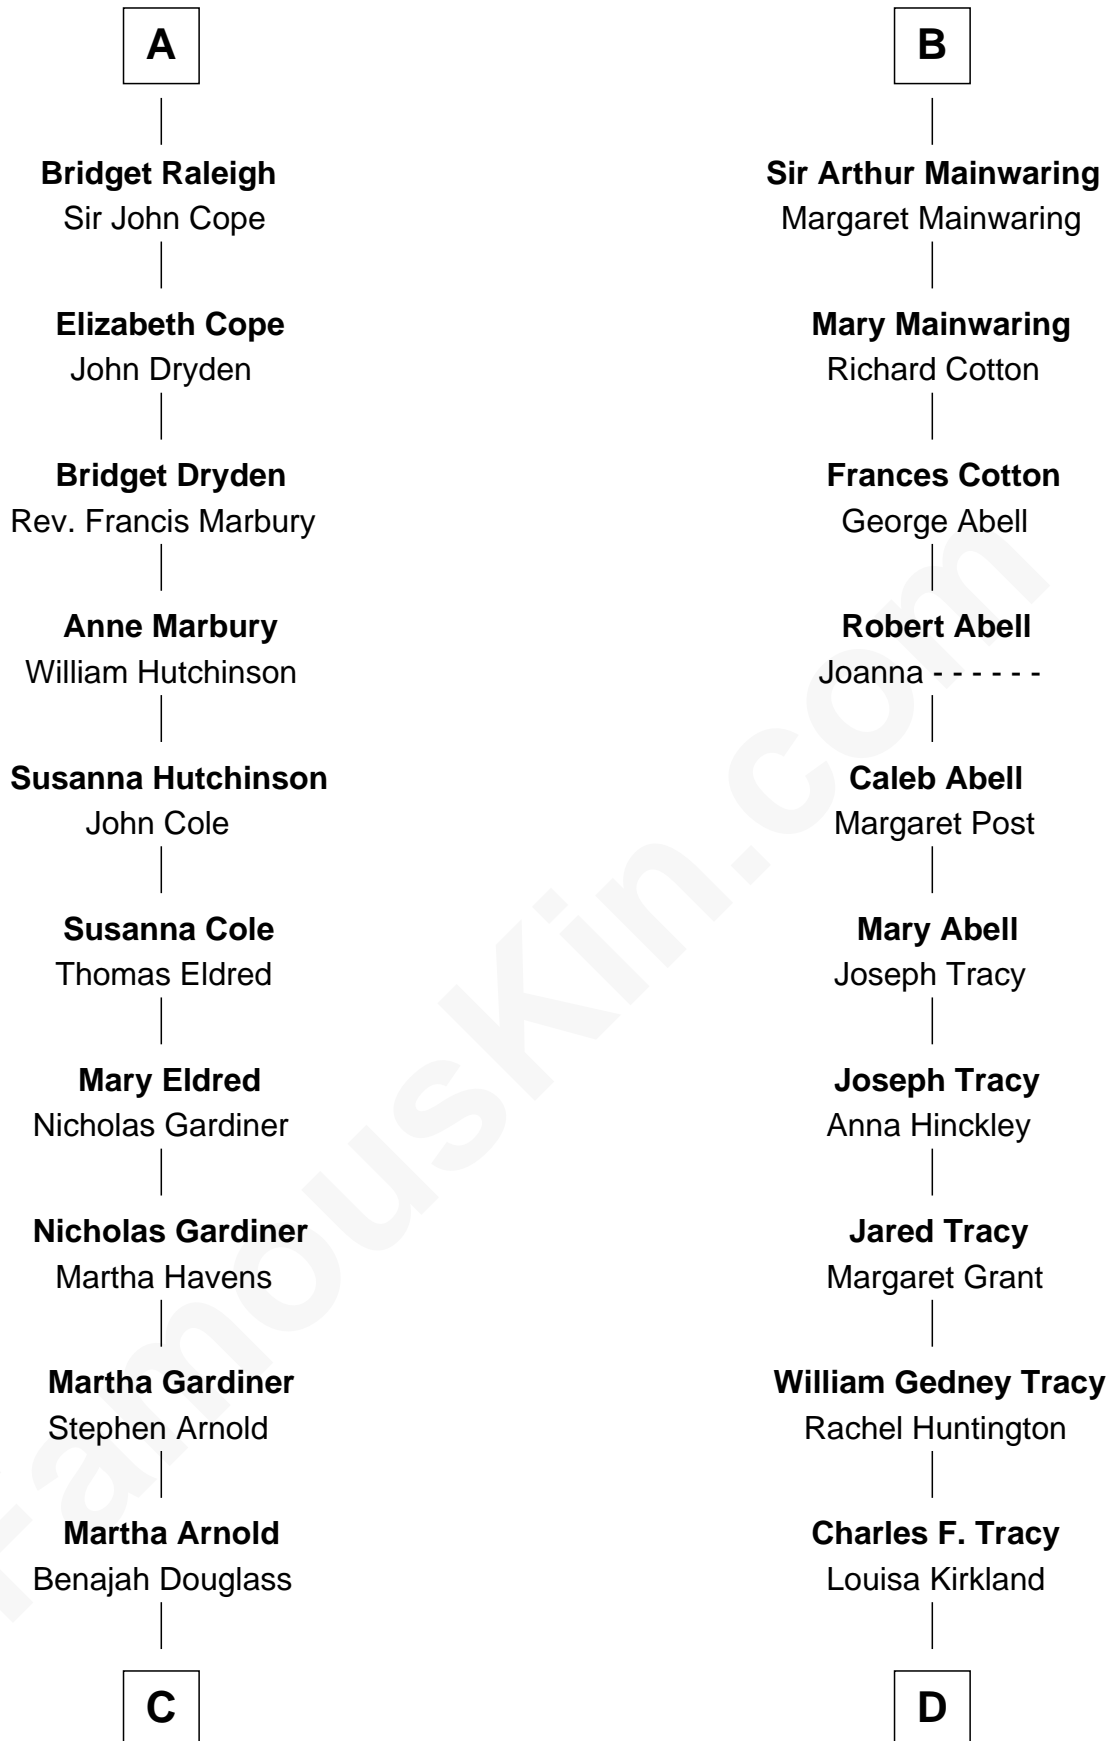 A
Bridget Raleigh
Sir John Cope
Elizabeth Cope
John Dryden
Bridget Dryden
Rev. Francis Marbury
Anne Marbury
William Hutchinson
Susanna Hutchinson
John Cole
Susanna Cole
Thomas Eldred
Mary Eldred
Nicholas Gardiner
Nicholas Gardiner
Martha Havens
Martha Gardiner
Stephen Arnold
Martha Arnold
Benajah Douglass
C
B
Sir Arthur Mainwaring
Margaret Mainwaring
Mary Mainwaring
Richard Cotton
Frances Cotton
George Abell
Robert Abell
Joanna - - - - - -
Caleb Abell
Margaret Post
Mary Abell
Joseph Tracy
Joseph Tracy
Anna Hinckley
Jared Tracy
Margaret Grant
William Gedney Tracy
Rachel Huntington
Charles F. Tracy
Louisa Kirkland
D
FamousKin.com